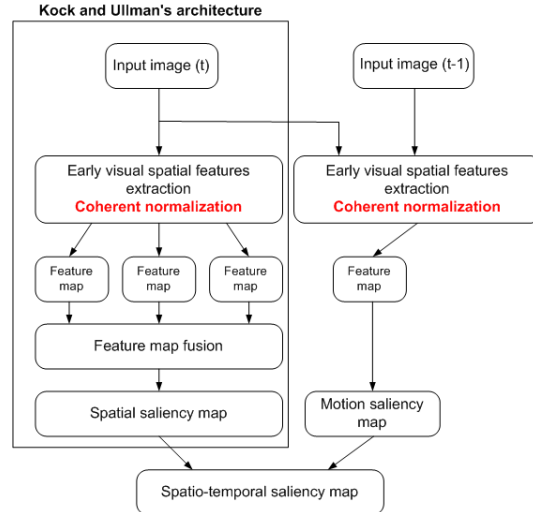 Kock and Ullman's architecture
Input image (t)
Input image (t-1)
Early visual spatial features
extraction
Coherent normalization
Early visual spatial features
extraction
Coherent normalization
Feature
map
Feature
map
Feature
map
Feature
map
Feature map fusion
Spatial saliency map
Motion saliency
map
Spatio-temporal saliency map